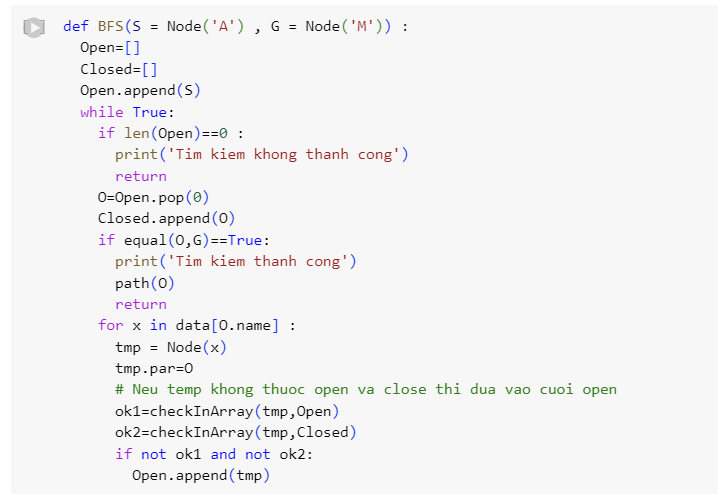 def BFS(S = Node('A') , G = Node('M')) :
  Open=[]
  Closed=[]
  Open.append(S)
  while True:
    if len(Open)==0 :
      print('Tim kiem khong thanh cong')
      return
    O=Open.pop(0)
    Closed.append(O)
    if equal(O,G)==True:
      print('Tim kiem thanh cong')
      path(O)
      return
    for x in data[O.name] :
      tmp = Node(x)
      tmp.par=O
      # Neu temp khong thuoc open va close thi dua vao cuoi open
      ok1=checkInArray(tmp,Open)
      ok2=checkInArray(tmp,Closed)
      if not ok1 and not ok2:
        Open.append(tmp)